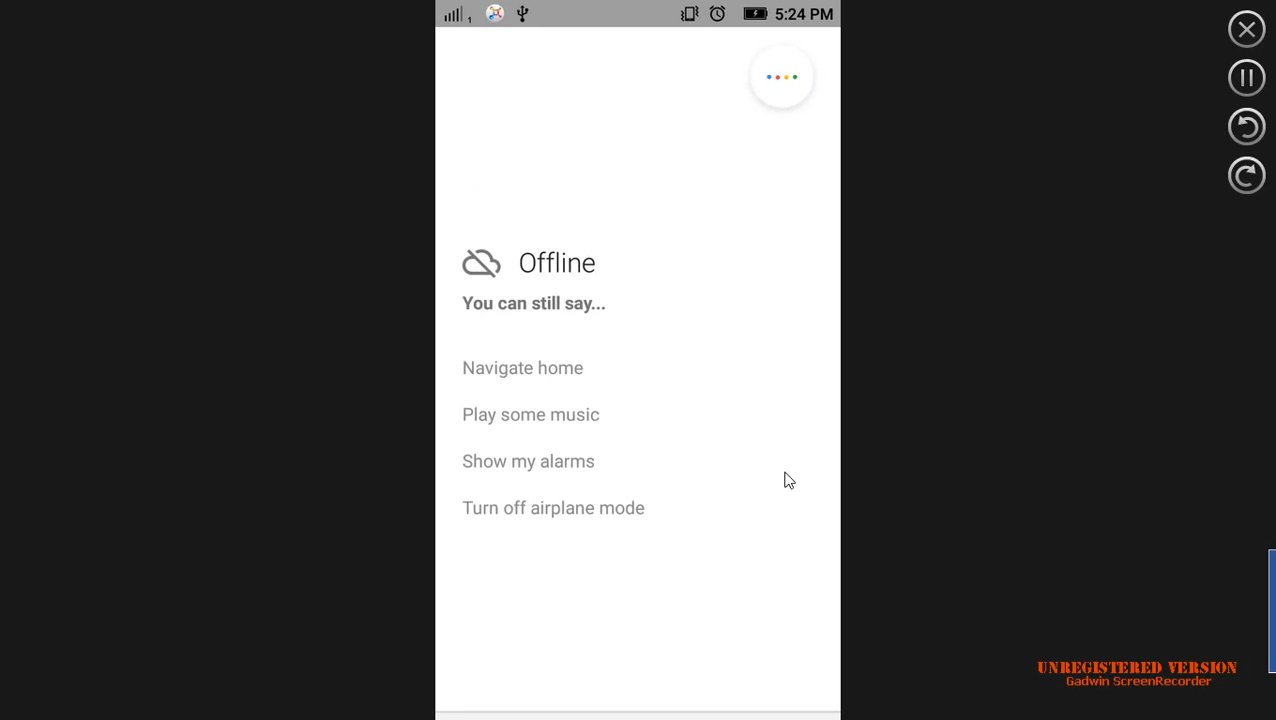 1
5:24 PM
Offline
You can still say...
Navigate home
Play some music
Show my alarms
Turn off airplane mode
UNREGISTERED VERSION
Gadwin ScreenRecorder